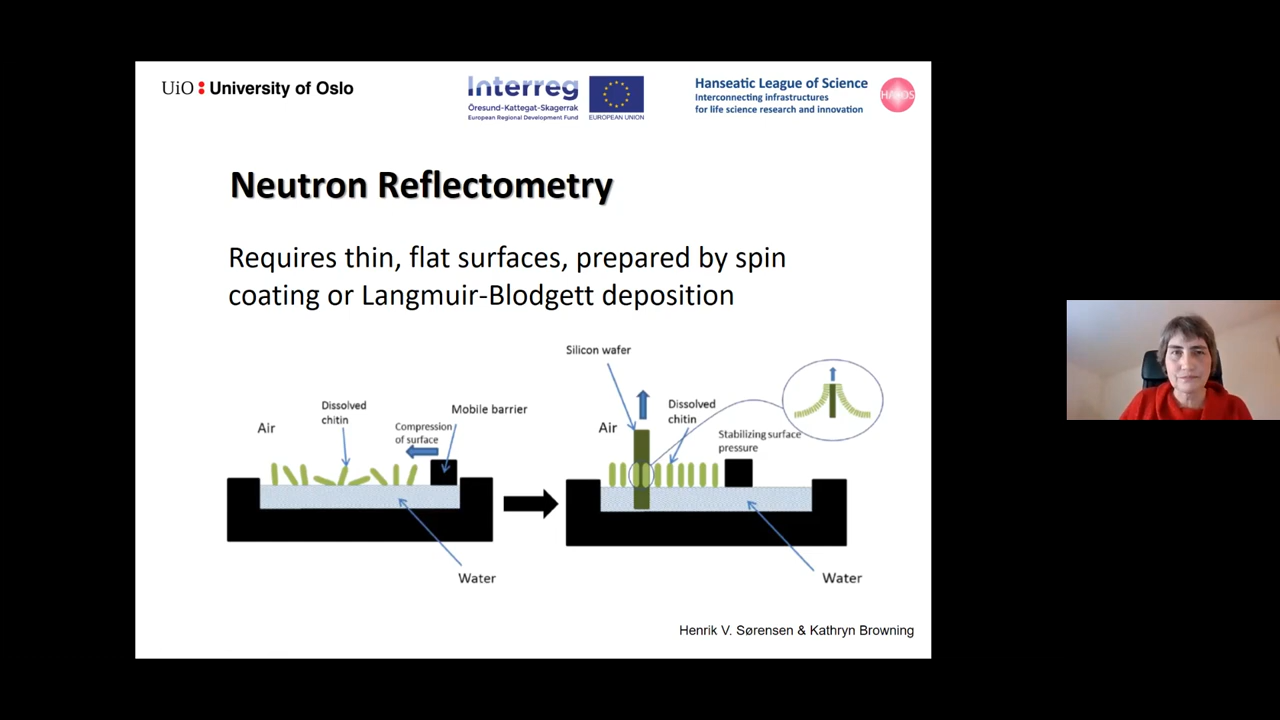 UiO : University of Oslo
Interreg
Öresund-Kattegat-Skagerrak
European Regional Development Fund
EUROPEAN UNION
Hanseatic League of Science
Interconnecting infrastructures
for life science research and innovation
HALOS
Neutron Reflectometry
Requires thin, flat surfaces, prepared by spin
coating or Langmuir-Blodgett deposition
Air
Dissolved
chitin
Compression
of surface
Mobile barrier
Water
Silicon wafer
Air
Dissolved
chitin
Stabilizing surface
pressure
Water
Henrik V. Sørensen & Kathryn Browning